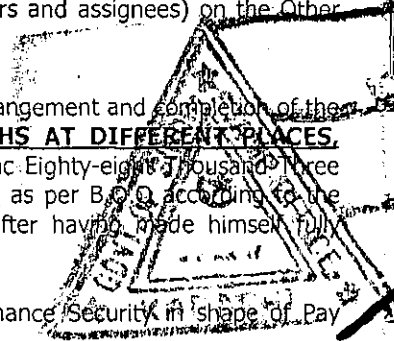 rs and assignees) on the Other
angement and completion of the
HS AT DIFFERENT PLACES,
ac Eighty-eight Thousand Three
as per B.O.Q according to the
fter having made himself fully
nance Security in shape of Pay